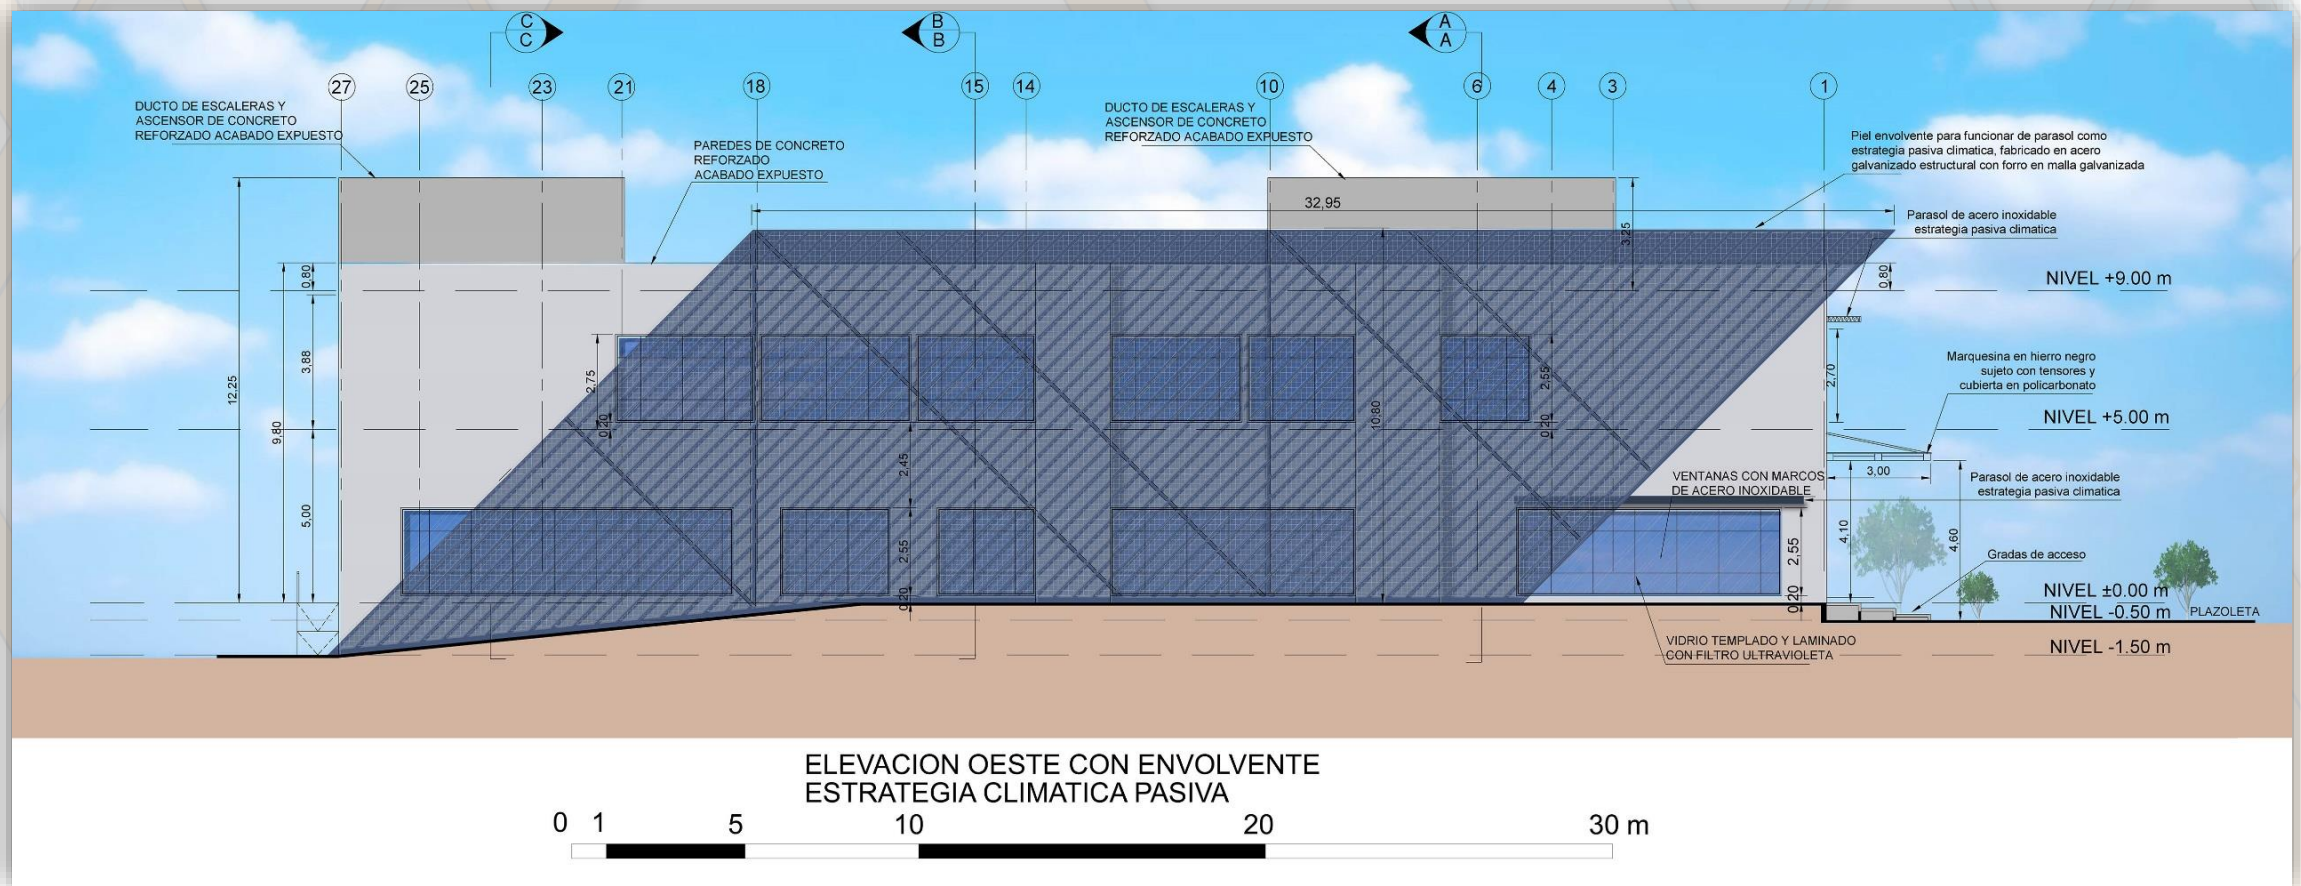 C
C
B
B
A
A
27
25
23
21
18
15
14
10
6
4
3
1
DUCTO DE ESCALERAS Y
ASCENSOR DE CONCRETO
REFORZADO ACABADO EXPUESTO
PAREDES DE CONCRETO
REFORZADO
ACABADO EXPUESTO
DUCTO DE ESCALERAS Y
ASCENSOR DE CONCRETO
REFORZADO ACABADO EXPUESTO
Piel envolvente para funcionar de parasol como
estrategia pasiva climatica, fabricado en acero
galvanizado estructural con forro en malla galvanizada
32,95
Parasol de acero inoxidable
estrategia pasiva climatica
3,25
0,80
0,80
NIVEL +9.00 m
12,25
9,80
3,88
2,75
0,20
10,80
2,55
0,20
2,70
Marquesina en hierro negro
sujeto con tensores y
cubierta en policarbonato
NIVEL +5.00 m
2,45
3,00
VENTANAS CON MARCOS
DE ACERO INOXIDABLE
Parasol de acero inoxidable
estrategia pasiva climatica
5,00
2,55
0,20
2,55
0,20
4,10
4,60
Gradas de acceso
NIVEL ±0.00 m
NIVEL -0.50 m
PLAZOLETA
VIDRIO TEMPLADO Y LAMINADO
CON FILTRO ULTRAVIOLETA
NIVEL -1.50 m
ELEVACION OESTE CON ENVOLVENTE
ESTRATEGIA CLIMATICA PASIVA
0 1 5 10 20 30 m